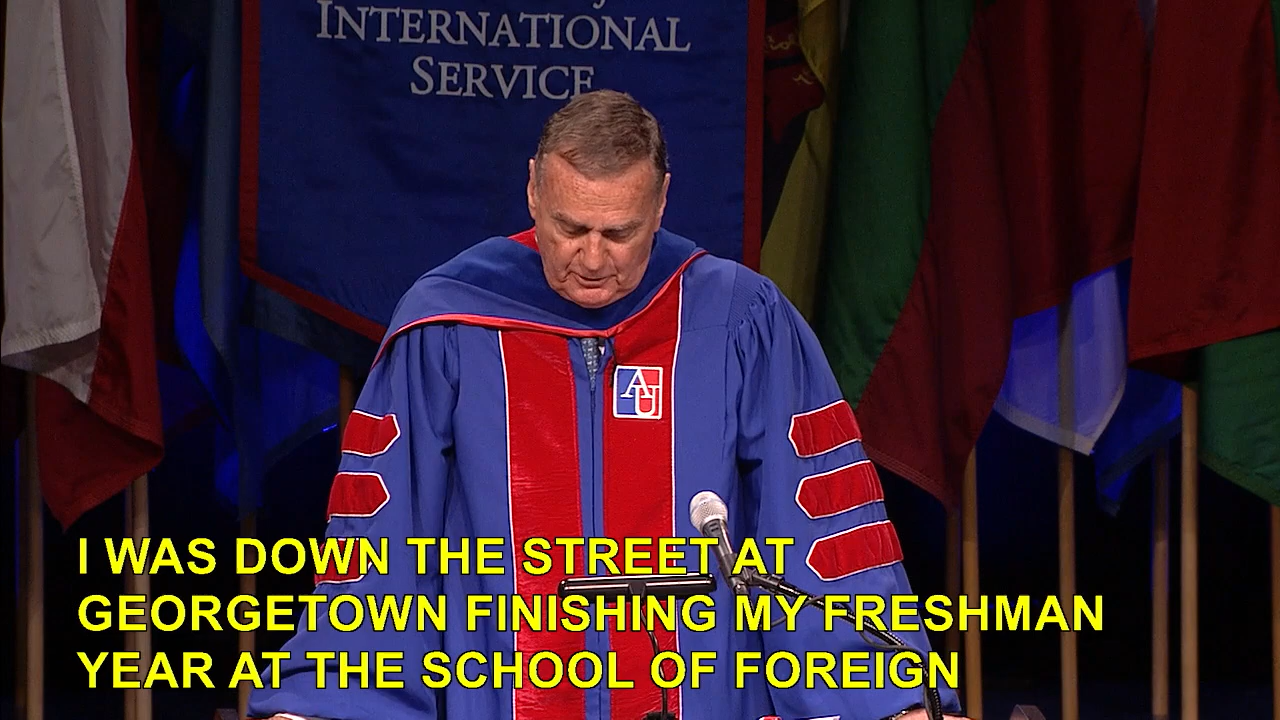 INTERNATIONAL
SERVICE
AU
I WAS DOWN THE STREET AT
GEORGETOWN FINISHING MY FRESHMAN
YEAR AT THE SCHOOL OF FOREIGN